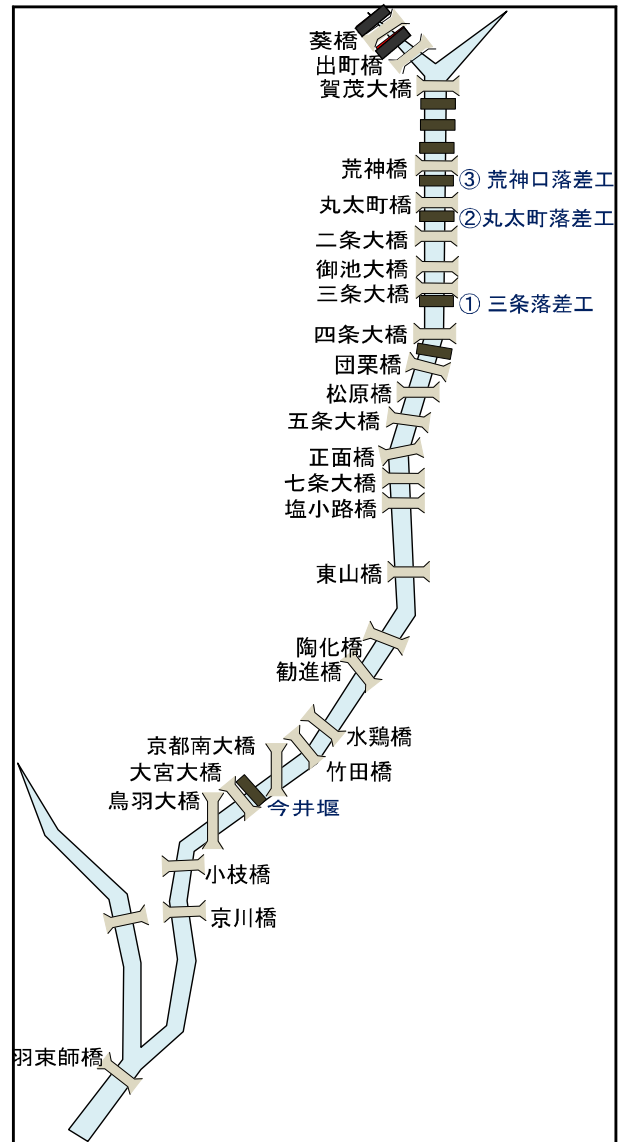 葵橋
出町橋
賀茂大橋
荒神橋
③ 荒神口落差工
丸太町橋
②丸太町落差工
二条大橋
御池大橋
三条大橋
① 三条落差工
四条大橋
団栗橋
松原橋
五条大橋
正面橋
七条大橋
塩小路橋
東山橋
陶化橋
勧進橋
水鶏橋
京都南大橋
竹田橋
大宮大橋
鳥羽大橋
今井堰
小枝橋
京川橋
羽束師橋